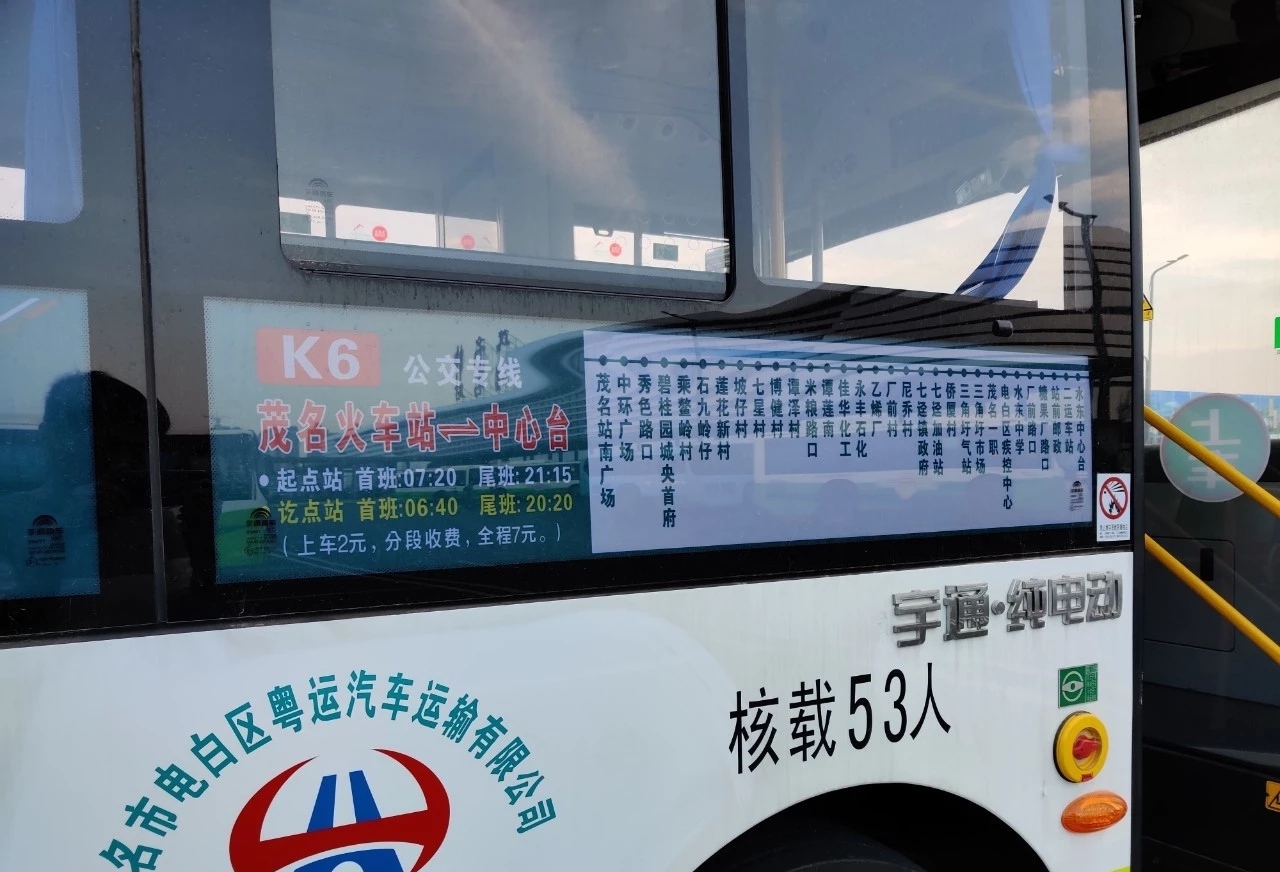 K6
公交专线
茂名火车站⇌中心台
•起点站 首班:07:20 尾班:21:15
讫点站 首班:06:40 尾班:20:20
(上车2元,分段收费,全程7元。)
茂名站南广场
中环广场
秀色路口
碧桂园城央首府
乘鳌岭村
石九岭仔
莲花新村
坡仔村
七星村
博健村
谭泽村
米粮路口
谭莲南
佳华化工
永丰石化
乙烯厂
厂前村
尼乔村
七迳镇政府
七迳加油站
侨厦村
三角圩气站
三角圩市场
茂名一职
电白区疾控中心
水东中学
厂前路口
糖果厂路口
站前邮政
二运车站
水东中心台
宇通·纯电动
核载53人
名市电白区粤运汽车运输有限公司
上车